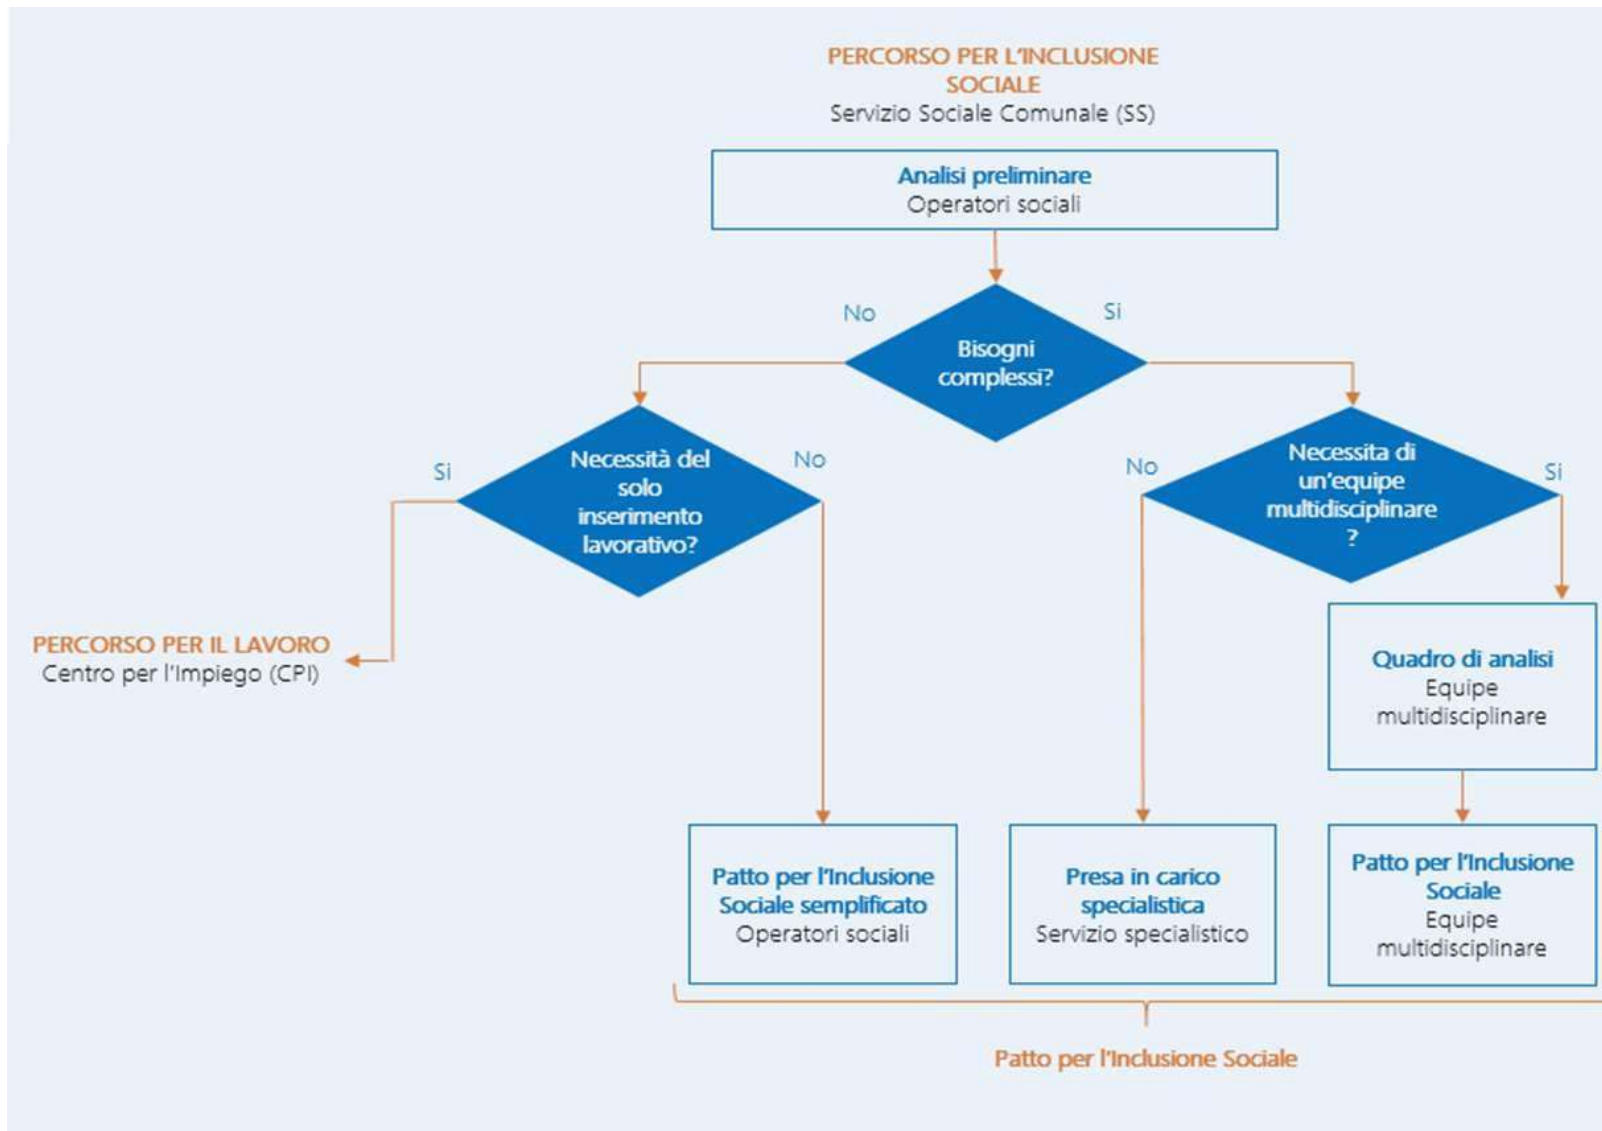 PERCORSO PER L'INCLUSIONE
SOCIALE
Servizio Sociale Comunale (SS)
Analisi preliminare
Operatori sociali
No
Si
Bisogni
complessi?
Si
Necessità del
solo
inserimento
lavorativo?
No
No
Necessita di
un'equipe
multidisciplinare
?
Si
PERCORSO PER IL LAVORO
Centro per l'Impiego (CPI)
Quadro di analisi
Equipe
multidisciplinare
Patto per l'Inclusione
Sociale semplificato
Operatori sociali
Presa in carico
specialistica
Servizio specialistico
Patto per l'Inclusione
Sociale
Equipe
multidisciplinare
Patto per l'Inclusione Sociale